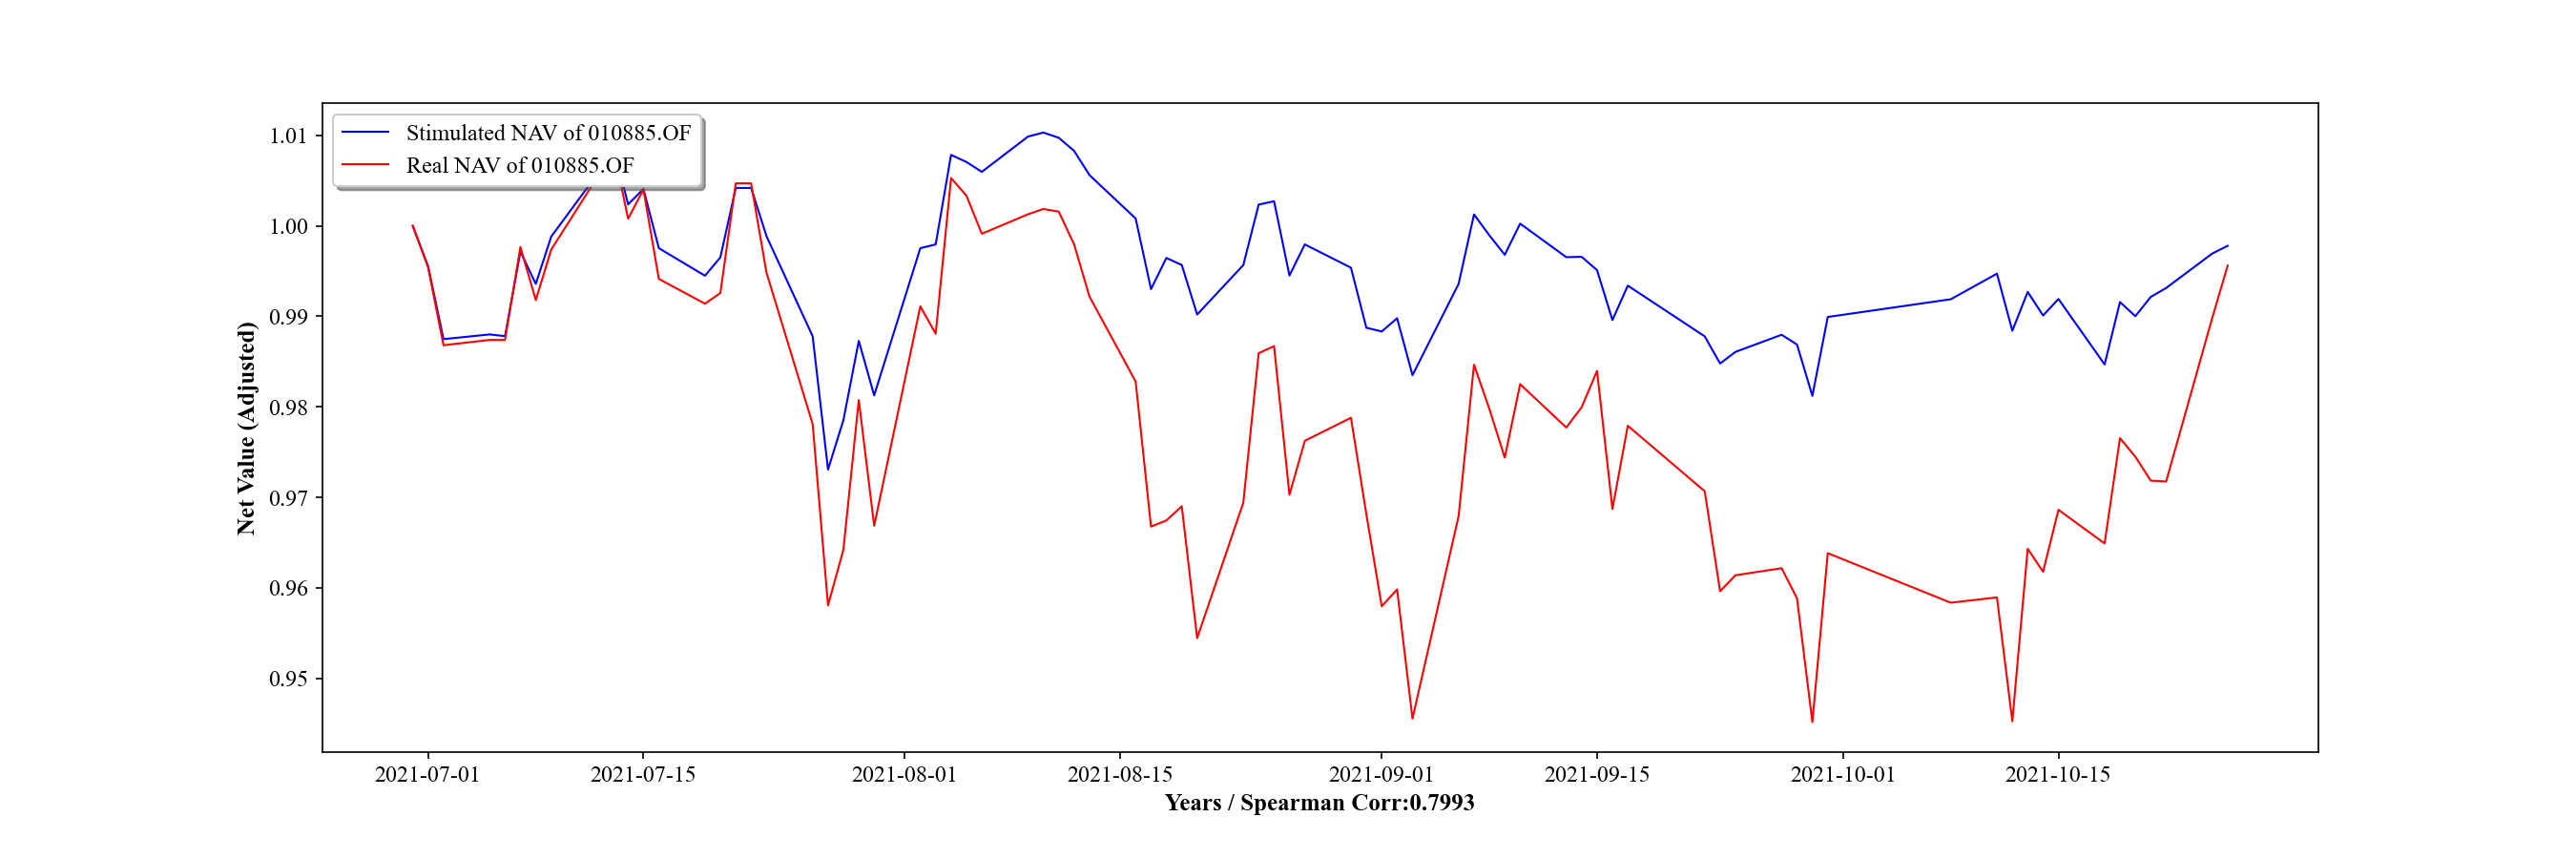 Stimulated NAV of 010885.OF
Real NAV of 010885.OF
1.01
1.00
0.99
0.98
0.97
0.96
0.95
Net Value (Adjusted)
2021-07-01 2021-07-15 2021-08-01 2021-08-15 2021-09-01 2021-09-15 2021-10-01 2021-10-15
Years / Spearman Corr:0.7993